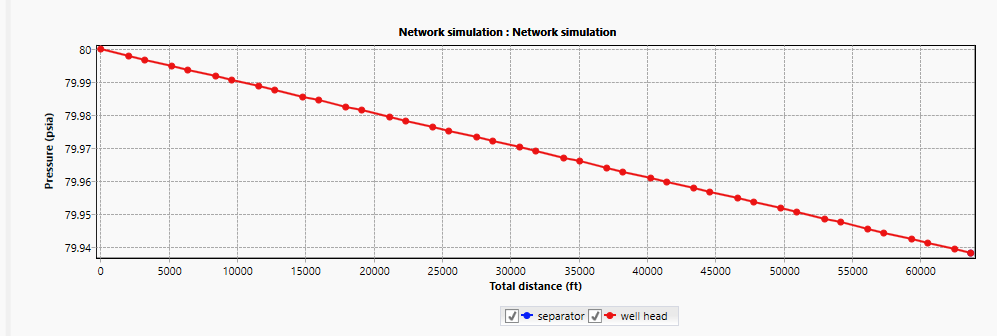 Network simulation : Network simulation
80
79.99
79.98
79.97
79.96
79.95
79.94
Pressure (psia)
0 5000 10000 15000 20000 25000 30000 35000 40000 45000 50000 55000 60000
Total distance (ft)
separator well head